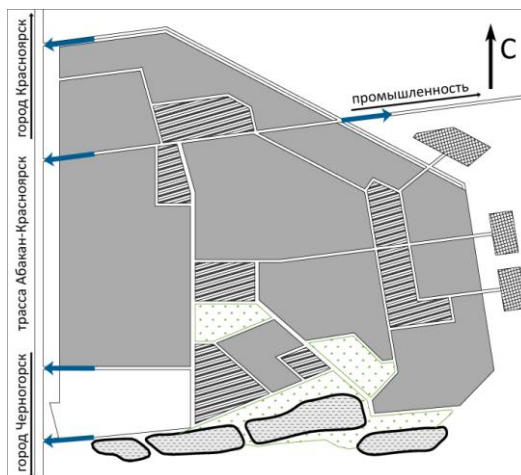 город Красноярск
трасса Абакан-Красноярск
город Черногорск
промышленность
С